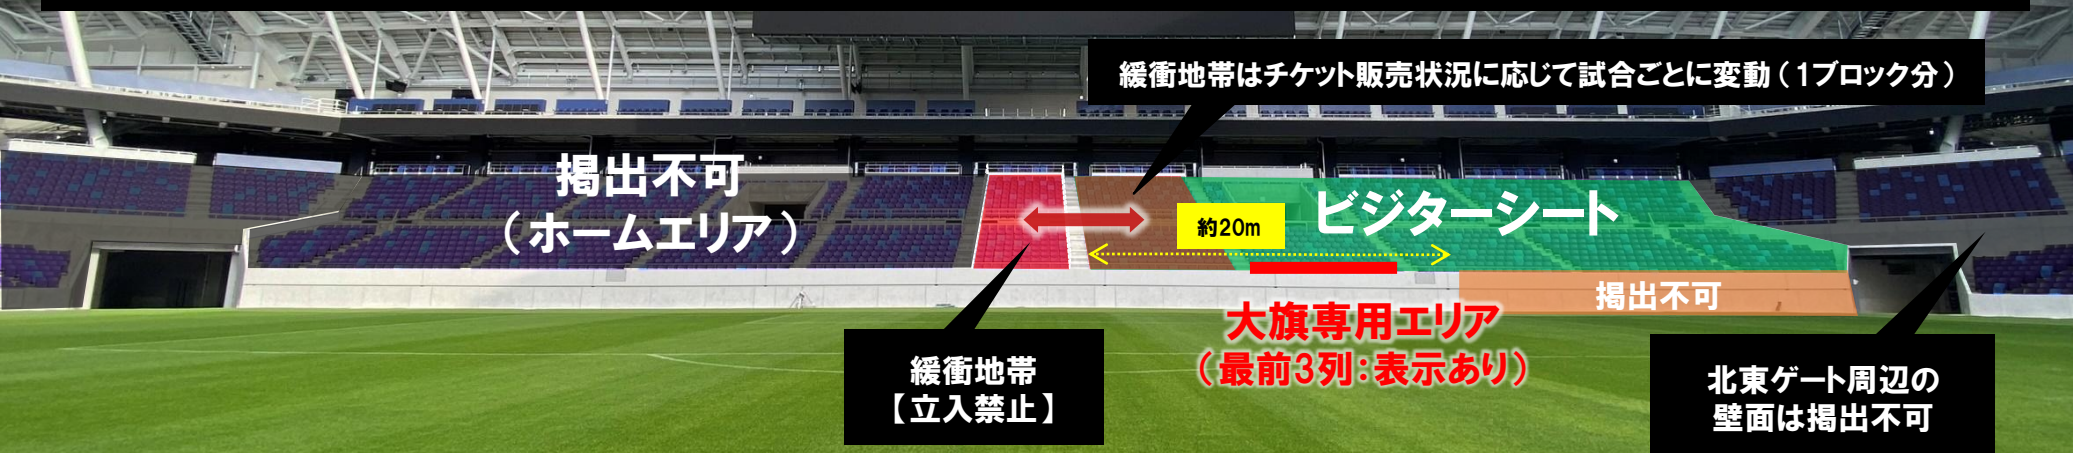 緩衝地帯はチケット販売状況に応じて試合ごとに変動（1ブロック分）
掲出不可
（ホームエリア）
約20m
ビジターシート
掲出不可
大旗専用エリア
（最前3列：表示あり）
緩衝地帯
【立入禁止】
北東ゲート周辺の
壁面は掲出不可